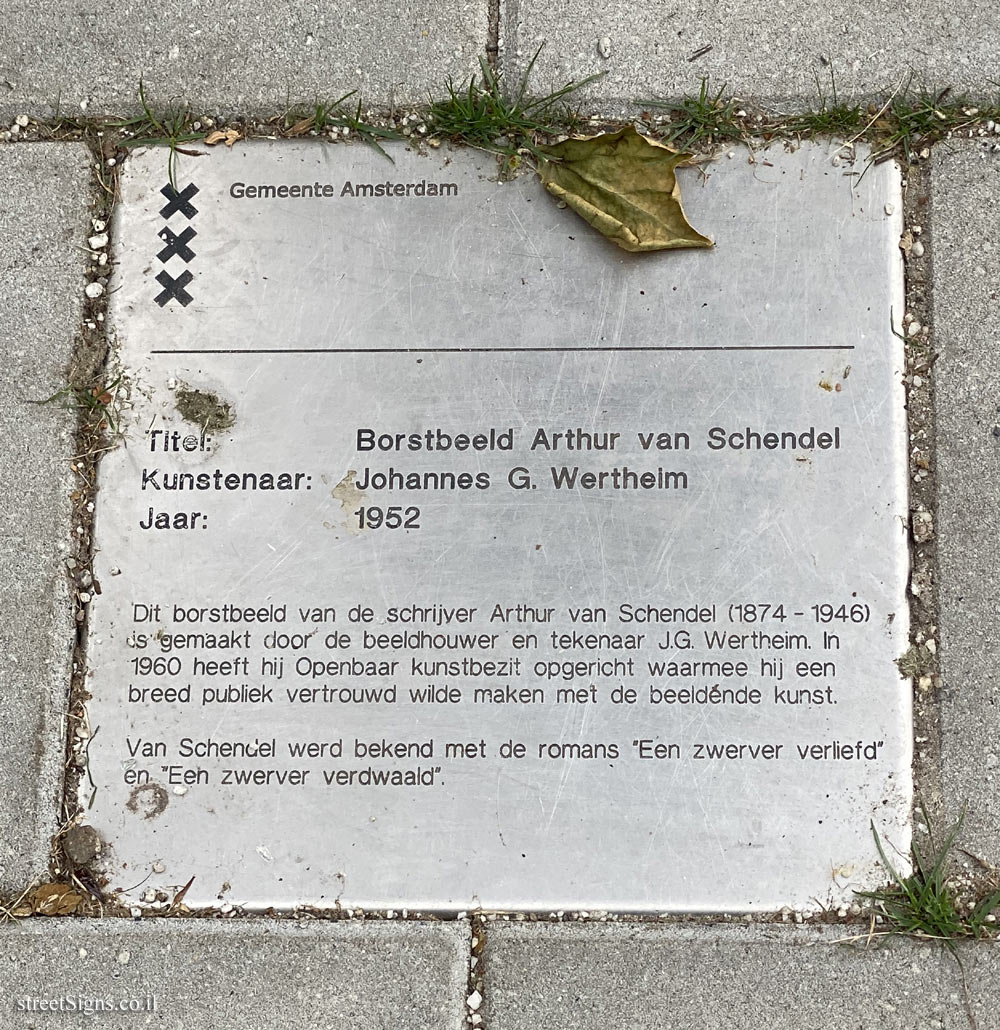 Gemeente Amsterdam
Titel: Borstbeeld Arthur van Schendel
Kunstenaar: Johannes G. Wertheim
Jaar: 1952
Dit borstbeeld van de schrijver Arthur van Schendel (1874 - 1946)
is gemaakt door de beeldhouwer en tekenaar J.G. Wertheim. In
1960 heeft hij Openbaar kunstbezit opgericht waarmee hij een
breed publiek vertrouwd wilde maken met de beeldende kunst.
Van Schendel werd bekend met de romans "Een zwerver verliefd"
en "Een zwerver verdwaald".
streetSigns.co.il